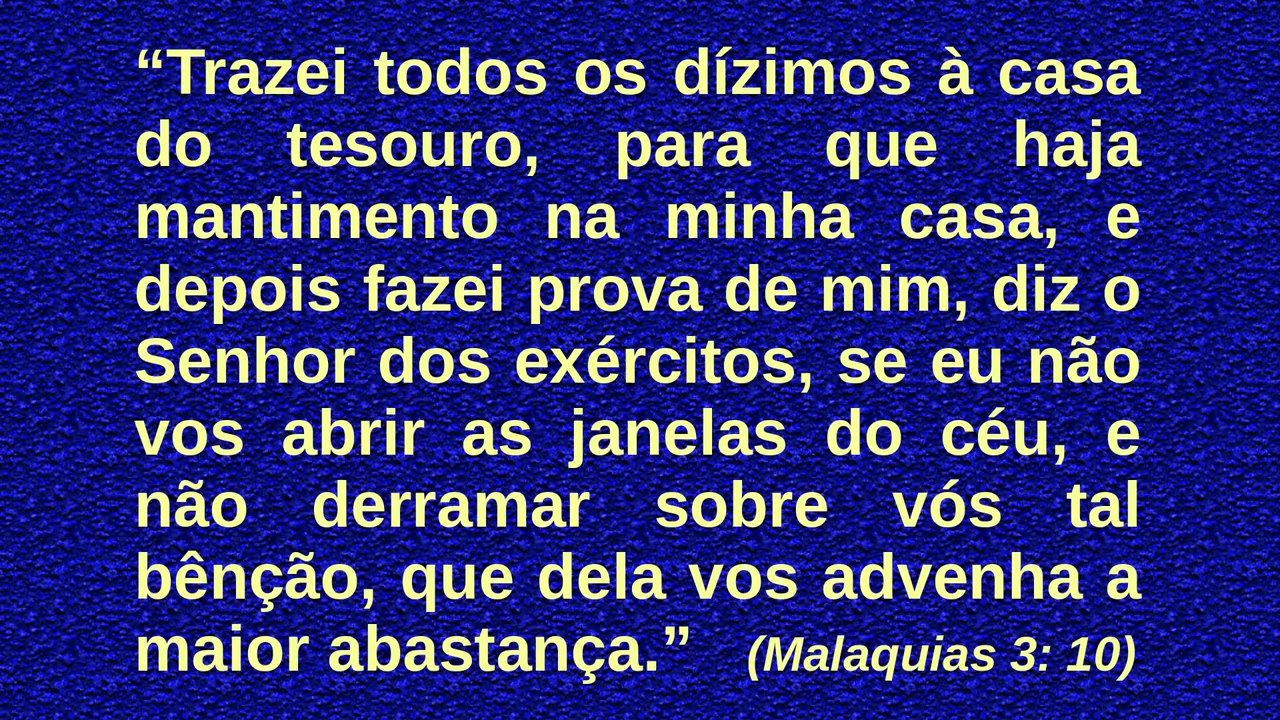 “Trazei todos os dízimos à casa
do tesouro, para que haja
mantimento na minha casa, e
depois fazei prova de mim, diz o
Senhor dos exércitos, se eu não
vos abrir as janelas do céu, e
não derramar sobre vós tal
bênção, que dela vos advenha a
maior abastança.” (Malaquias 3: 10)